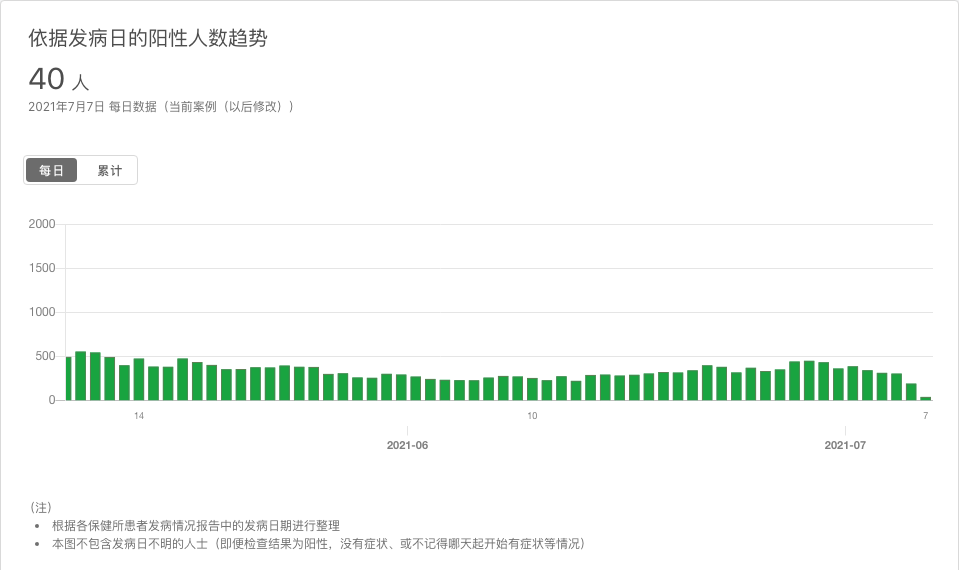 依据发病日的阳性人数趋势
40 人
2021年7月7日 每日数据（当前案例（以后修改））
每日 累计
2000
1500
1000
500
0
14 10 7
2021-06 2021-07
（注）
• 根据各保健所患者发病情况报告中的发病日期进行整理
• 本图不包含发病日不明的人士（即便检查结果为阳性，没有症状、或不记得哪天起开始有症状等情况）